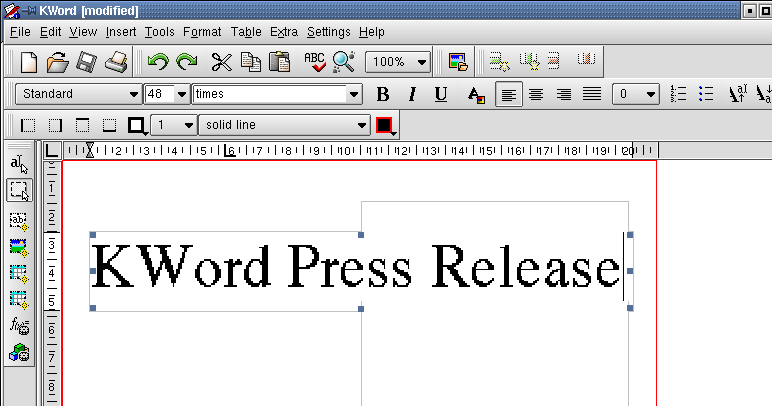 KWord [modified]
File Edit View Insert Tools Format Table Extra Settings Help
ABC 100%
Standard 48 times B I U A 0
1 solid line
2 3 4 5 6 7 8 9 10 11 12 13 14 15 16 17 18 19 20
1
2
3
4
5
6
7
8
KWord Press Release